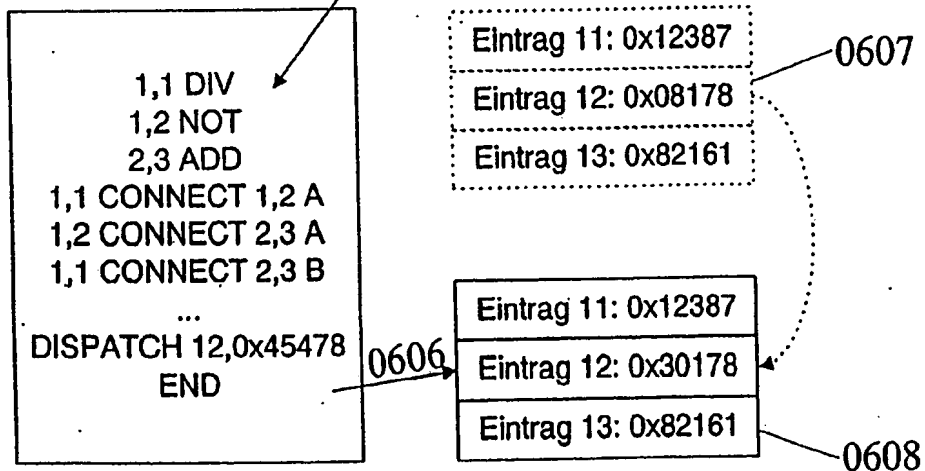 1,1 DIV
1,2 NOT
2,3 ADD
1,1 CONNECT 1,2 A
1,2 CONNECT 2,3 A
1,1 CONNECT 2,3 B
...
DISPATCH 12,0x45478
END
Eintrag 11: 0x12387
Eintrag 12: 0x08178
Eintrag 13: 0x82161
0607
0606
Eintrag 11: 0x12387
Eintrag 12: 0x30178
Eintrag 13: 0x82161
0608